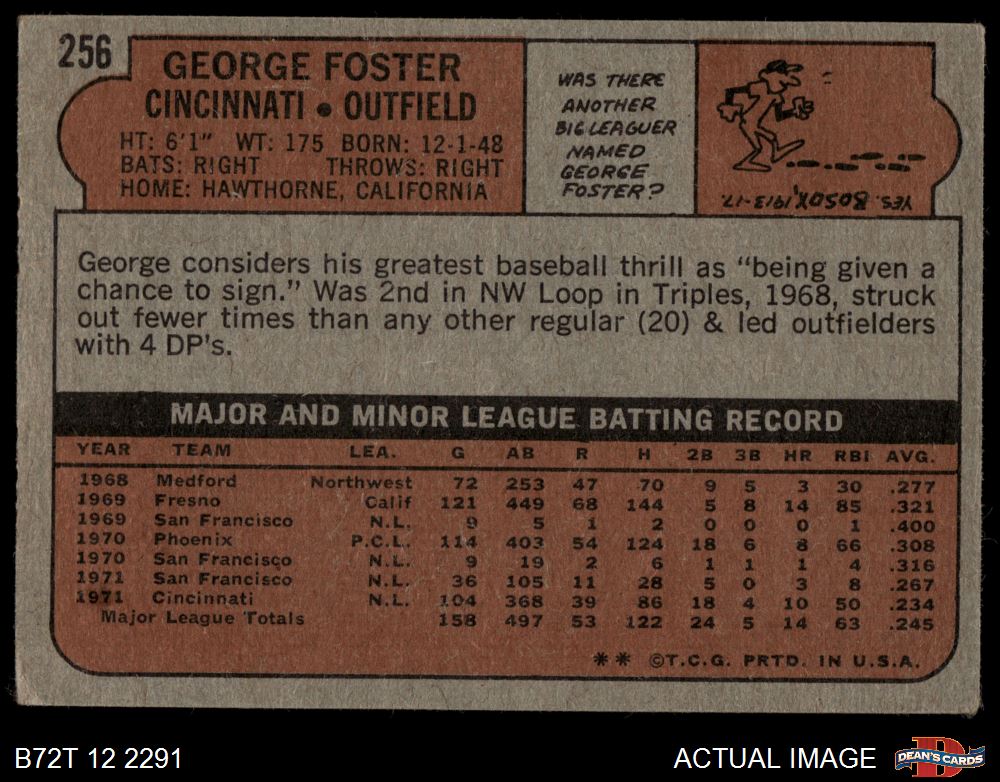 256
GEORGE FOSTER
CINCINNATI • OUTFIELD
HT: 6'1" WT: 175 BORN: 12-1-48
BATS: RIGHT THROWS: RIGHT
HOME: HAWTHORNE, CALIFORNIA
WAS THERE
ANOTHER
BIG LEAGUER
NAMED
GEORGE
FOSTER?
YES. BOSOX, 1913-17.
George considers his greatest baseball thrill as “being given a
chance to sign.” Was 2nd in NW Loop in Triples, 1968, struck
out fewer times than any other regular (20) & led outfielders
with 4 DP's.
MAJOR AND MINOR LEAGUE BATTING RECORD
YEAR TEAM LEA. G AB R H 2B 3B HR RBI AVG.
1968 Medford Northwest 72 253 47 70 9 5 3 30 .277
1969 Fresno Calif 121 449 68 144 5 8 14 85 .321
1969 San Francisco N.L. 9 5 1 2 0 0 0 1 .400
1970 Phoenix P.C.L. 114 403 54 124 18 6 8 66 .308
1970 San Francisco N.L. 9 19 2 6 1 1 1 4 .316
1971 San Francisco N.L. 36 105 11 28 5 0 3 8 .267
1971 Cincinnati N.L. 104 368 39 86 18 4 10 50 .234
Major League Totals 158 497 53 122 24 5 14 63 .245
** ©T.C.G. PRTD. IN U.S.A.
B72T 12 2291
ACTUAL IMAGE
D
DEAN'S CARDS